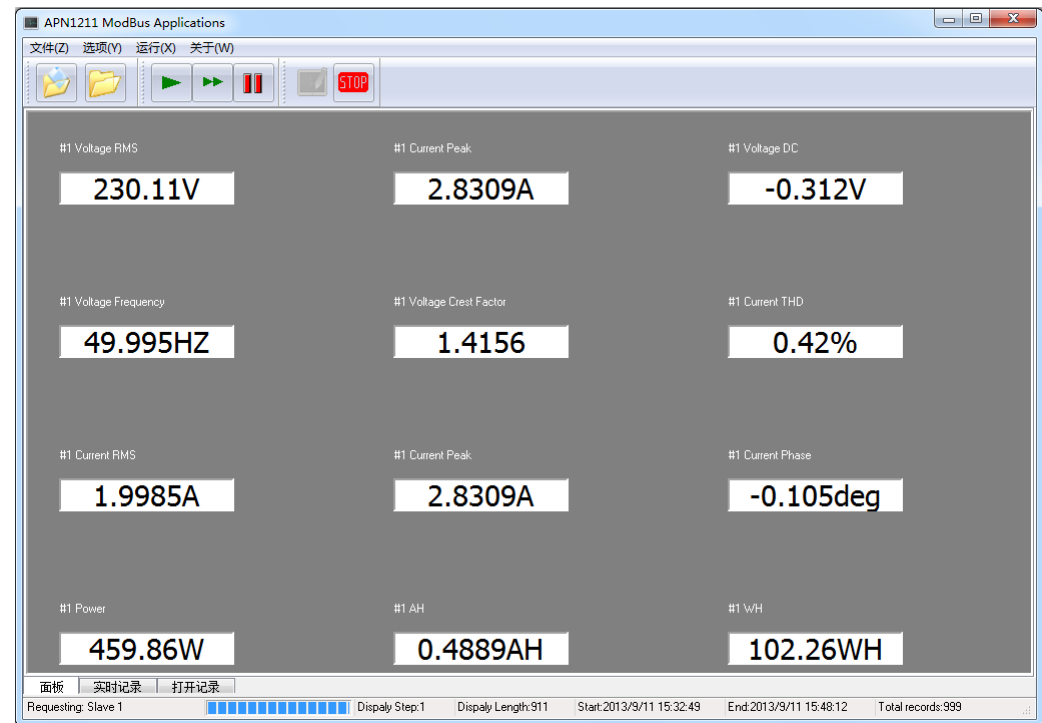 APN1211 ModBus Applications
文件(Z) 选项(Y) 运行(X) 关于(W)
STOP
#1 Voltage RMS #1 Current Peak #1 Voltage DC
230.11V 2.8309A -0.312V
#1 Voltage Frequency #1 Voltage Crest Factor #1 Current THD
49.995HZ 1.4156 0.42%
#1 Current RMS #1 Current Peak #1 Current Phase
1.9985A 2.8309A -0.105deg
#1 Power #1 AH #1 WH
459.86W 0.4889AH 102.26WH
面板 实时记录 打开记录
Requesting: Slave 1 Dispaly Step:1 Dispaly Length:911 Start:2013/9/11 15:32:49 End:2013/9/11 15:48:12 Total records:999